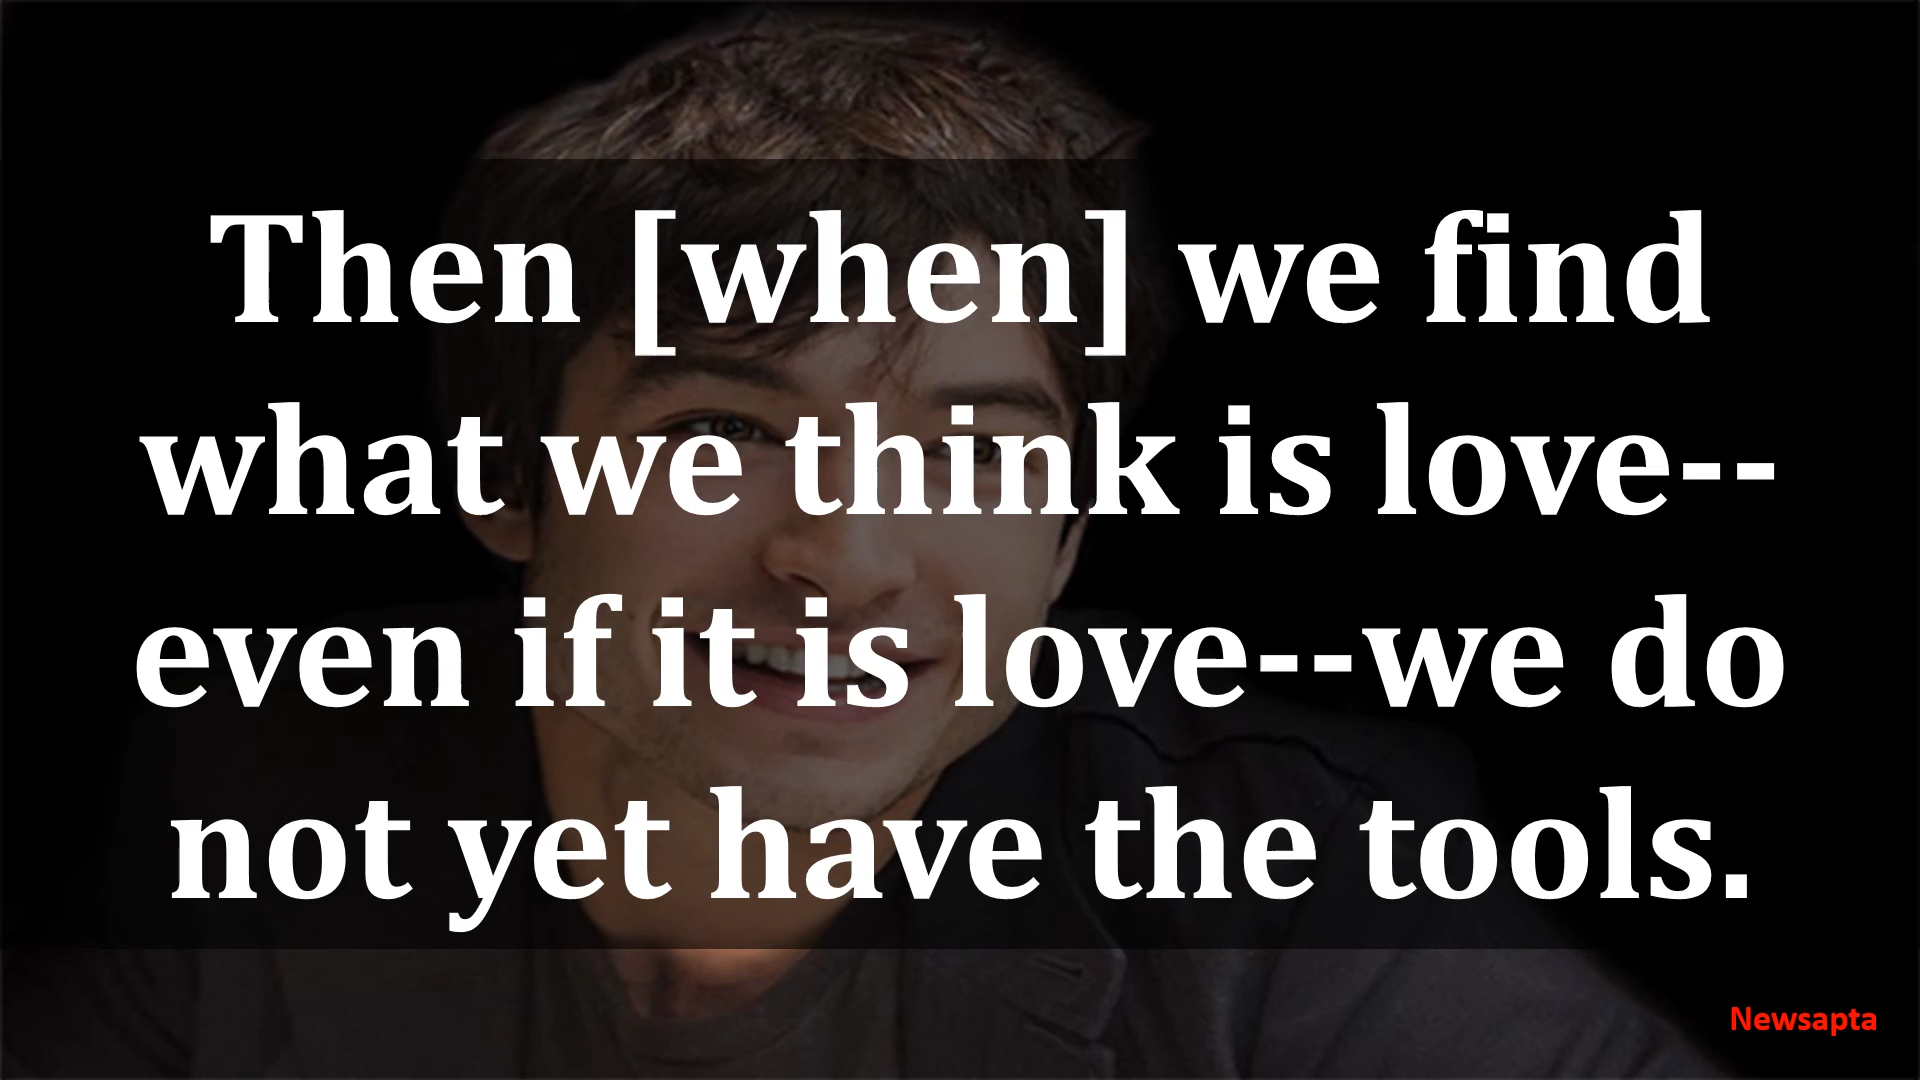 Then [when] we find
what we think is love--
even if it is love--we do
not yet have the tools.
Newsapta